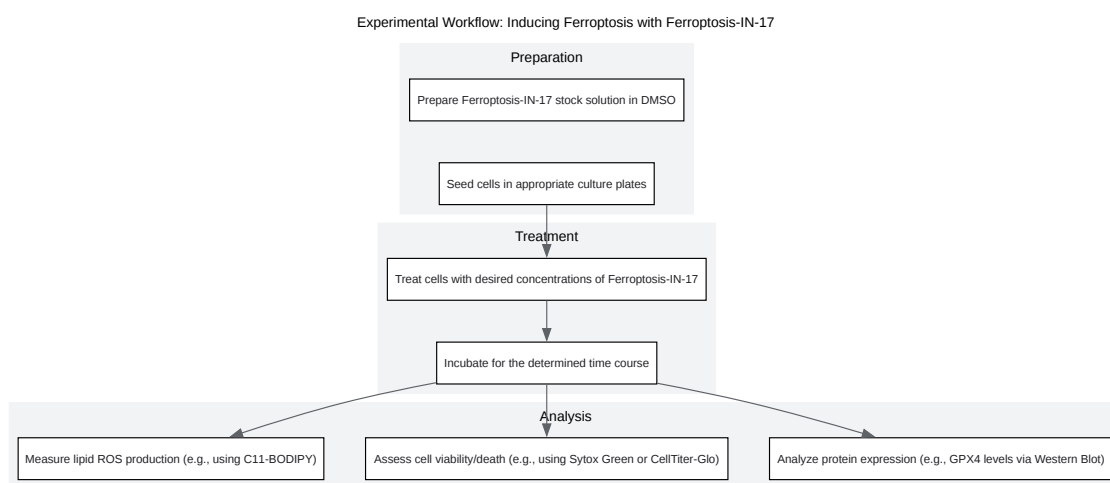 Experimental Workflow: Inducing Ferroptosis with Ferroptosis-IN-17
Preparation
Prepare Ferroptosis-IN-17 stock solution in DMSO
Seed cells in appropriate culture plates
Treatment
Treat cells with desired concentrations of Ferroptosis-IN-17
Incubate for the determined time course
Analysis
Measure lipid ROS production (e.g., using C11-BODIPY)
Assess cell viability/death (e.g., using Sytox Green or CellTiter-Glo)
Analyze protein expression (e.g., GPX4 levels via Western Blot)